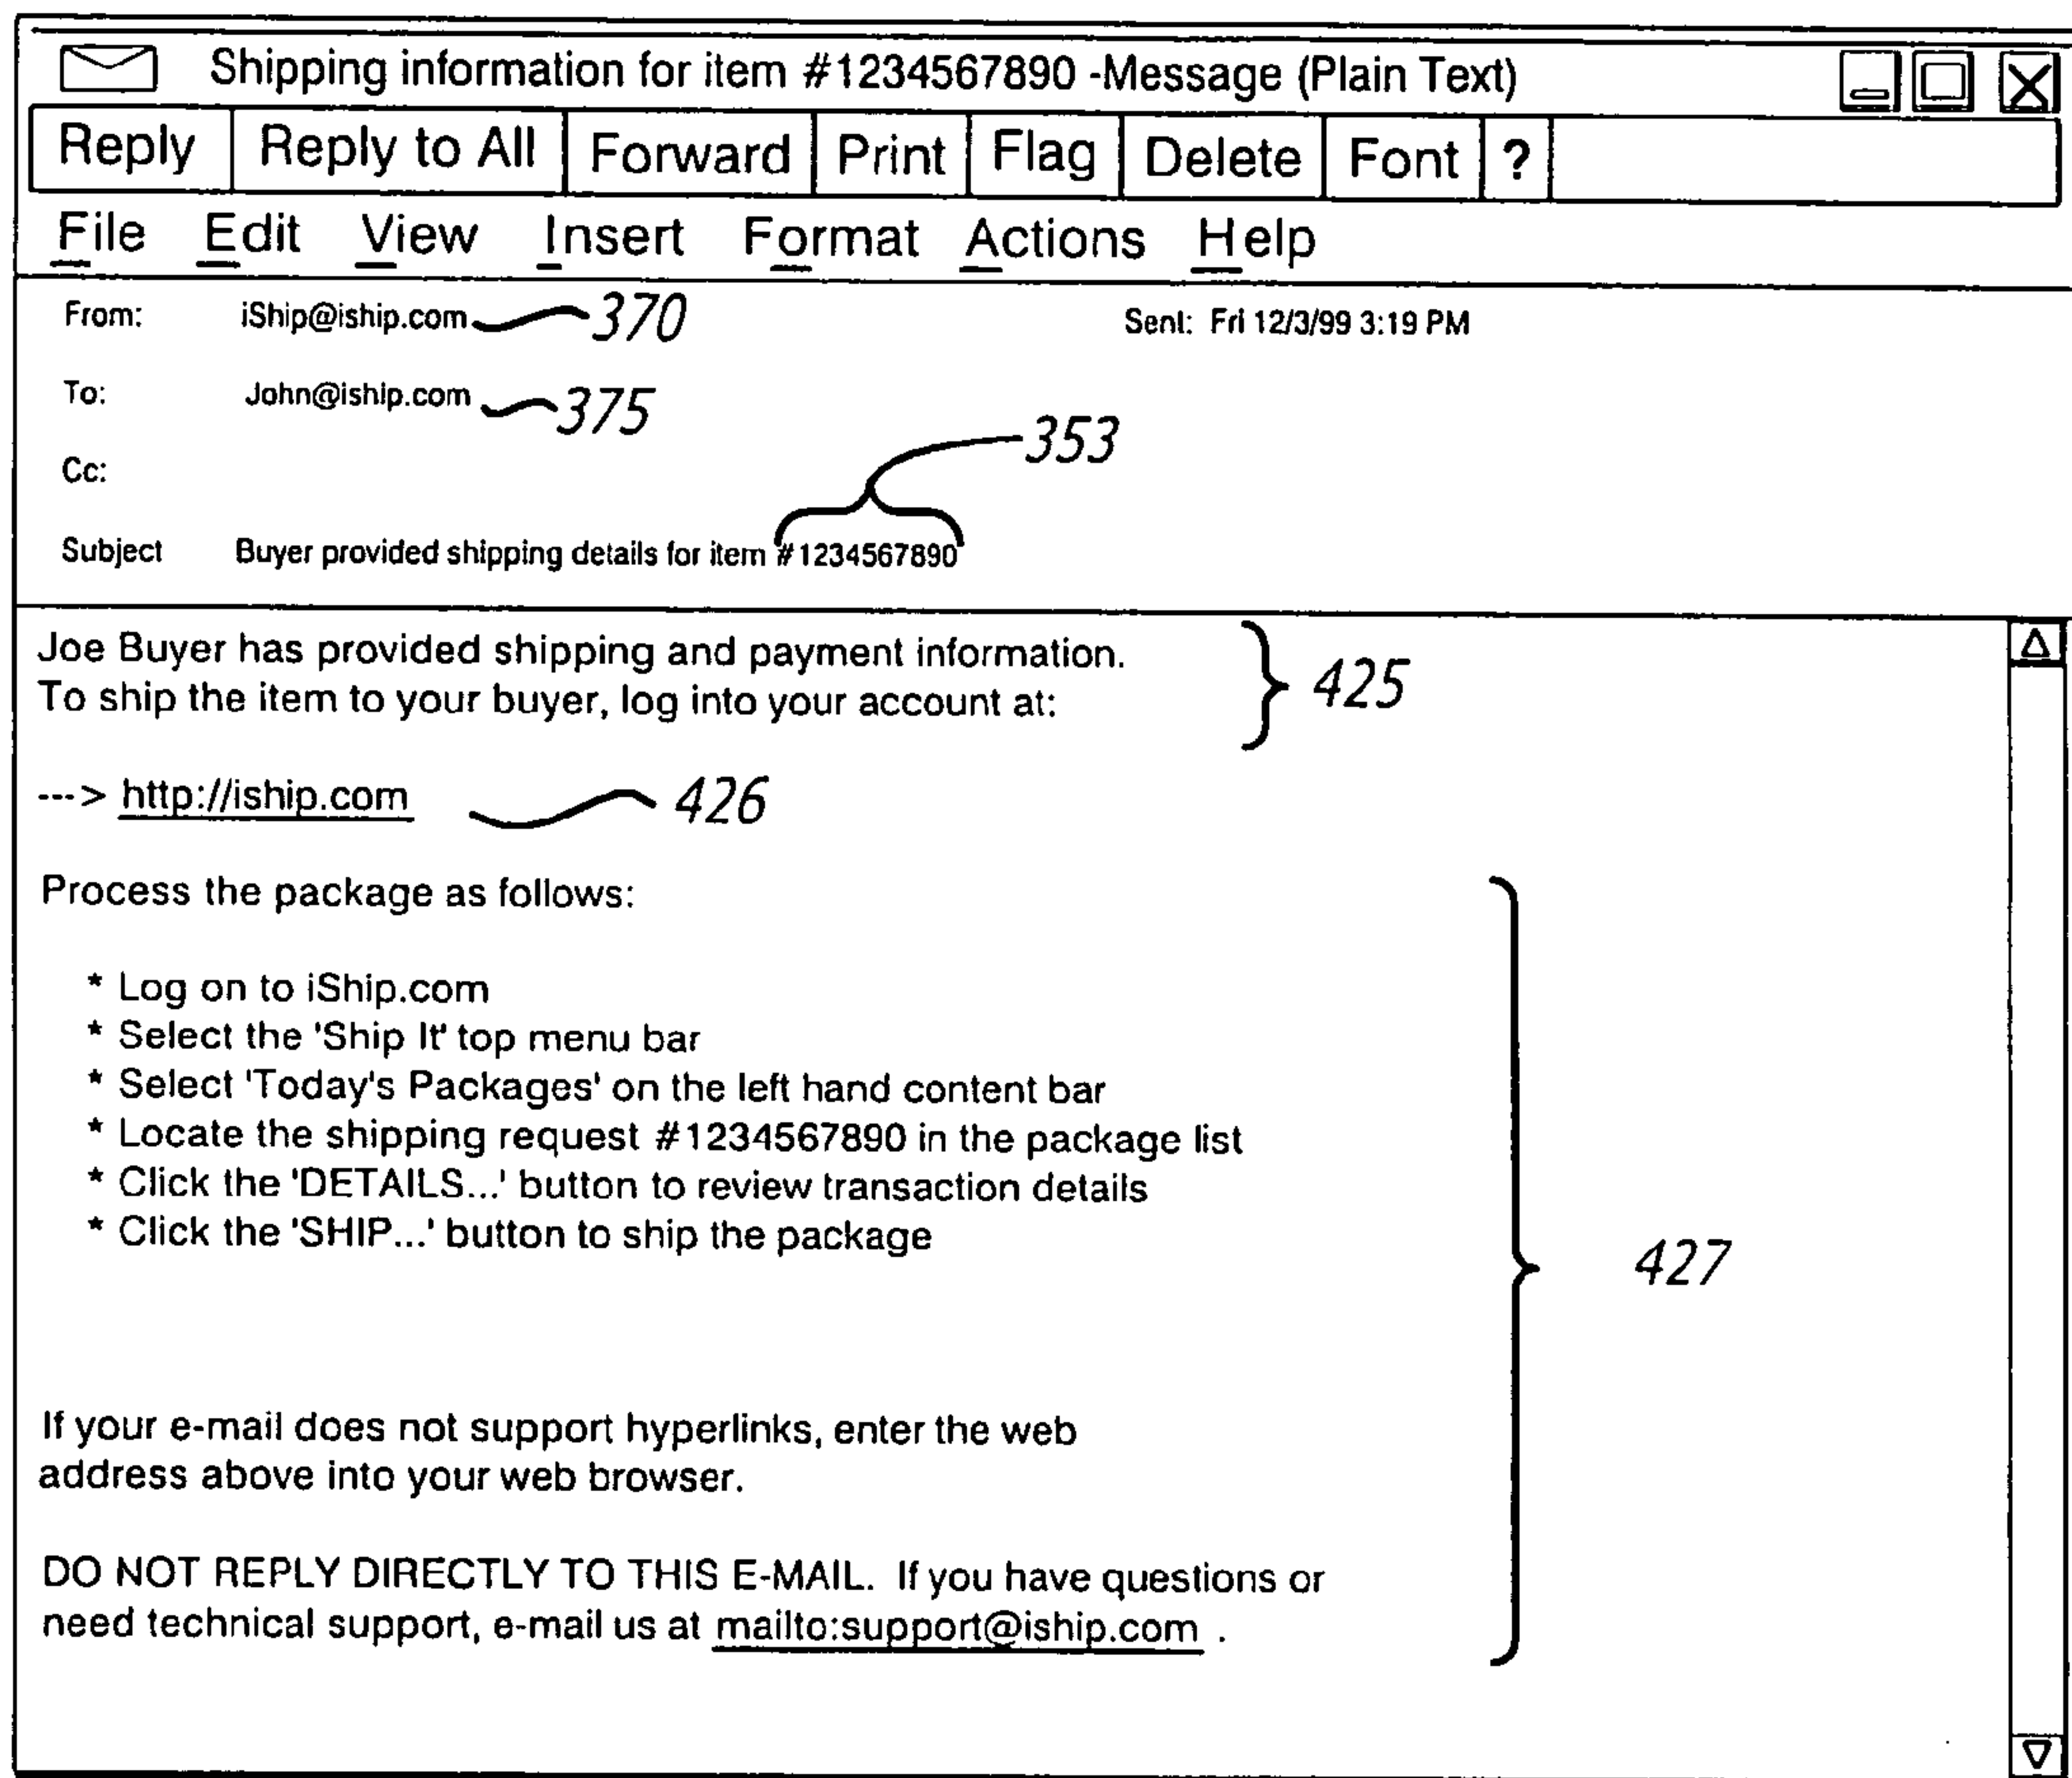 Shipping information for item #1234567890 -Message (Plain Text)
Reply Reply to All Forward Print Flag Delete Font ?
File Edit View Insert Format Actions Help
From: iShip@iship.com 370 Sent: Fri 12/3/99 3:19 PM
To: John@iship.com 375
353
Cc:
Subject Buyer provided shipping details for item #1234567890
Joe Buyer has provided shipping and payment information.
To ship the item to your buyer, log into your account at:
425
---> http://iship.com 426
Process the package as follows:
* Log on to iShip.com
* Select the 'Ship It' top menu bar
* Select 'Today's Packages' on the left hand content bar
* Locate the shipping request #1234567890 in the package list
* Click the 'DETAILS...' button to review transaction details
* Click the 'SHIP...' button to ship the package
427
If your e-mail does not support hyperlinks, enter the web
address above into your web browser.
DO NOT REPLY DIRECTLY TO THIS E-MAIL. If you have questions or
need technical support, e-mail us at mailto:support@iship.com .